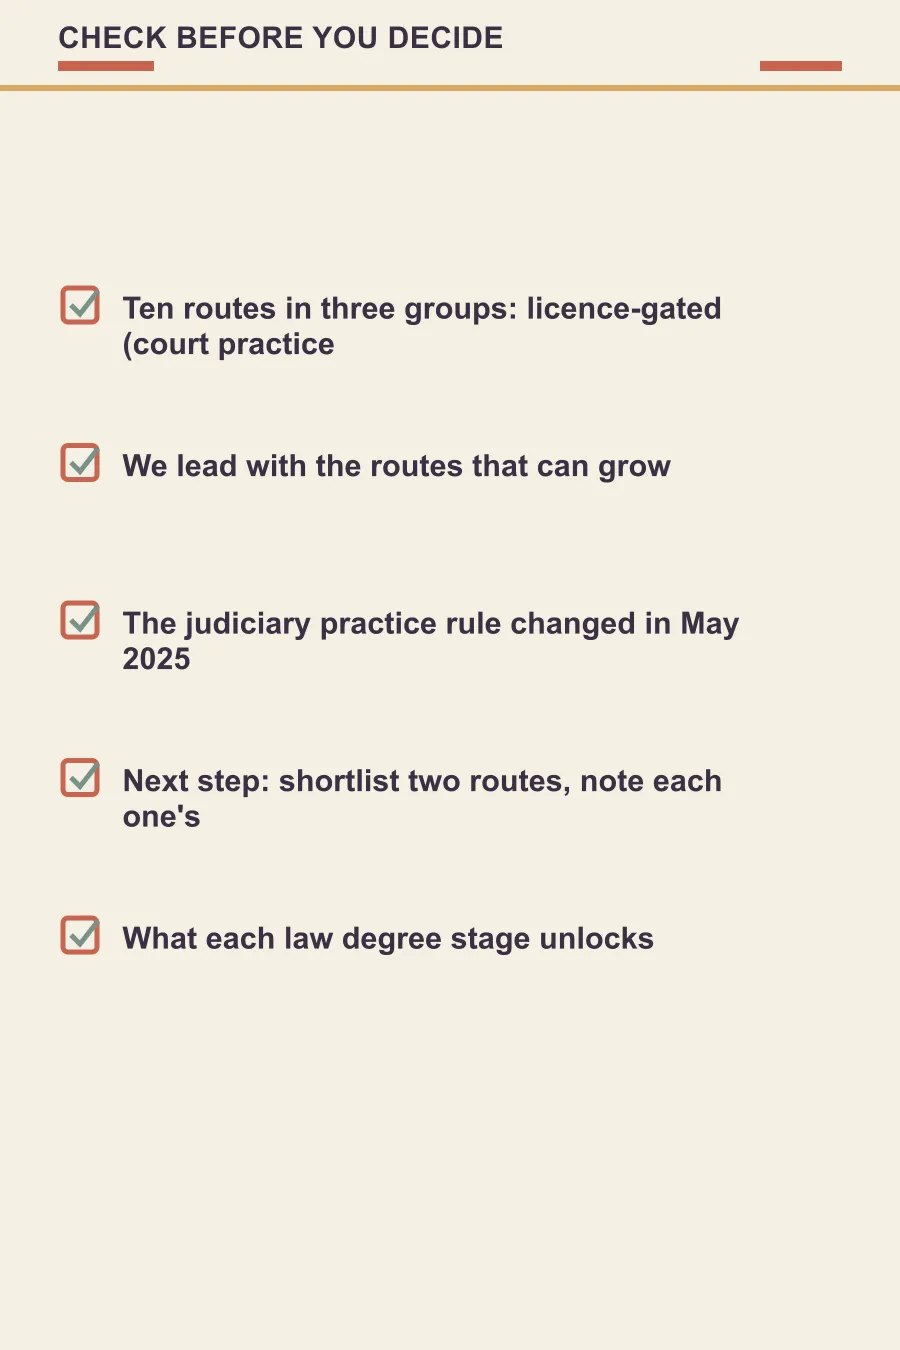 CHECK BEFORE YOU DECIDE
Ten routes in three groups: licence-gated
(court practice
We lead with the routes that can grow
The judiciary practice rule changed in May
2025
Next step: shortlist two routes, note each
one's
What each law degree stage unlocks